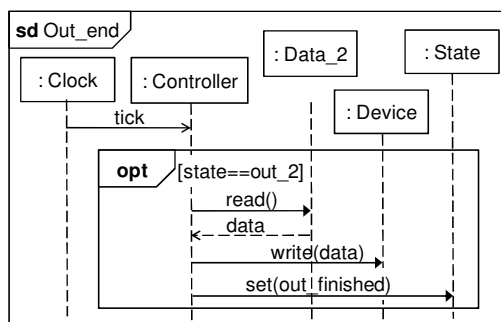 sd Out_end
: Clock
: Controller
: Data_2
: State
: Device
tick
opt
[state==out_2]
read()
data
write(data)
set(out_finished)